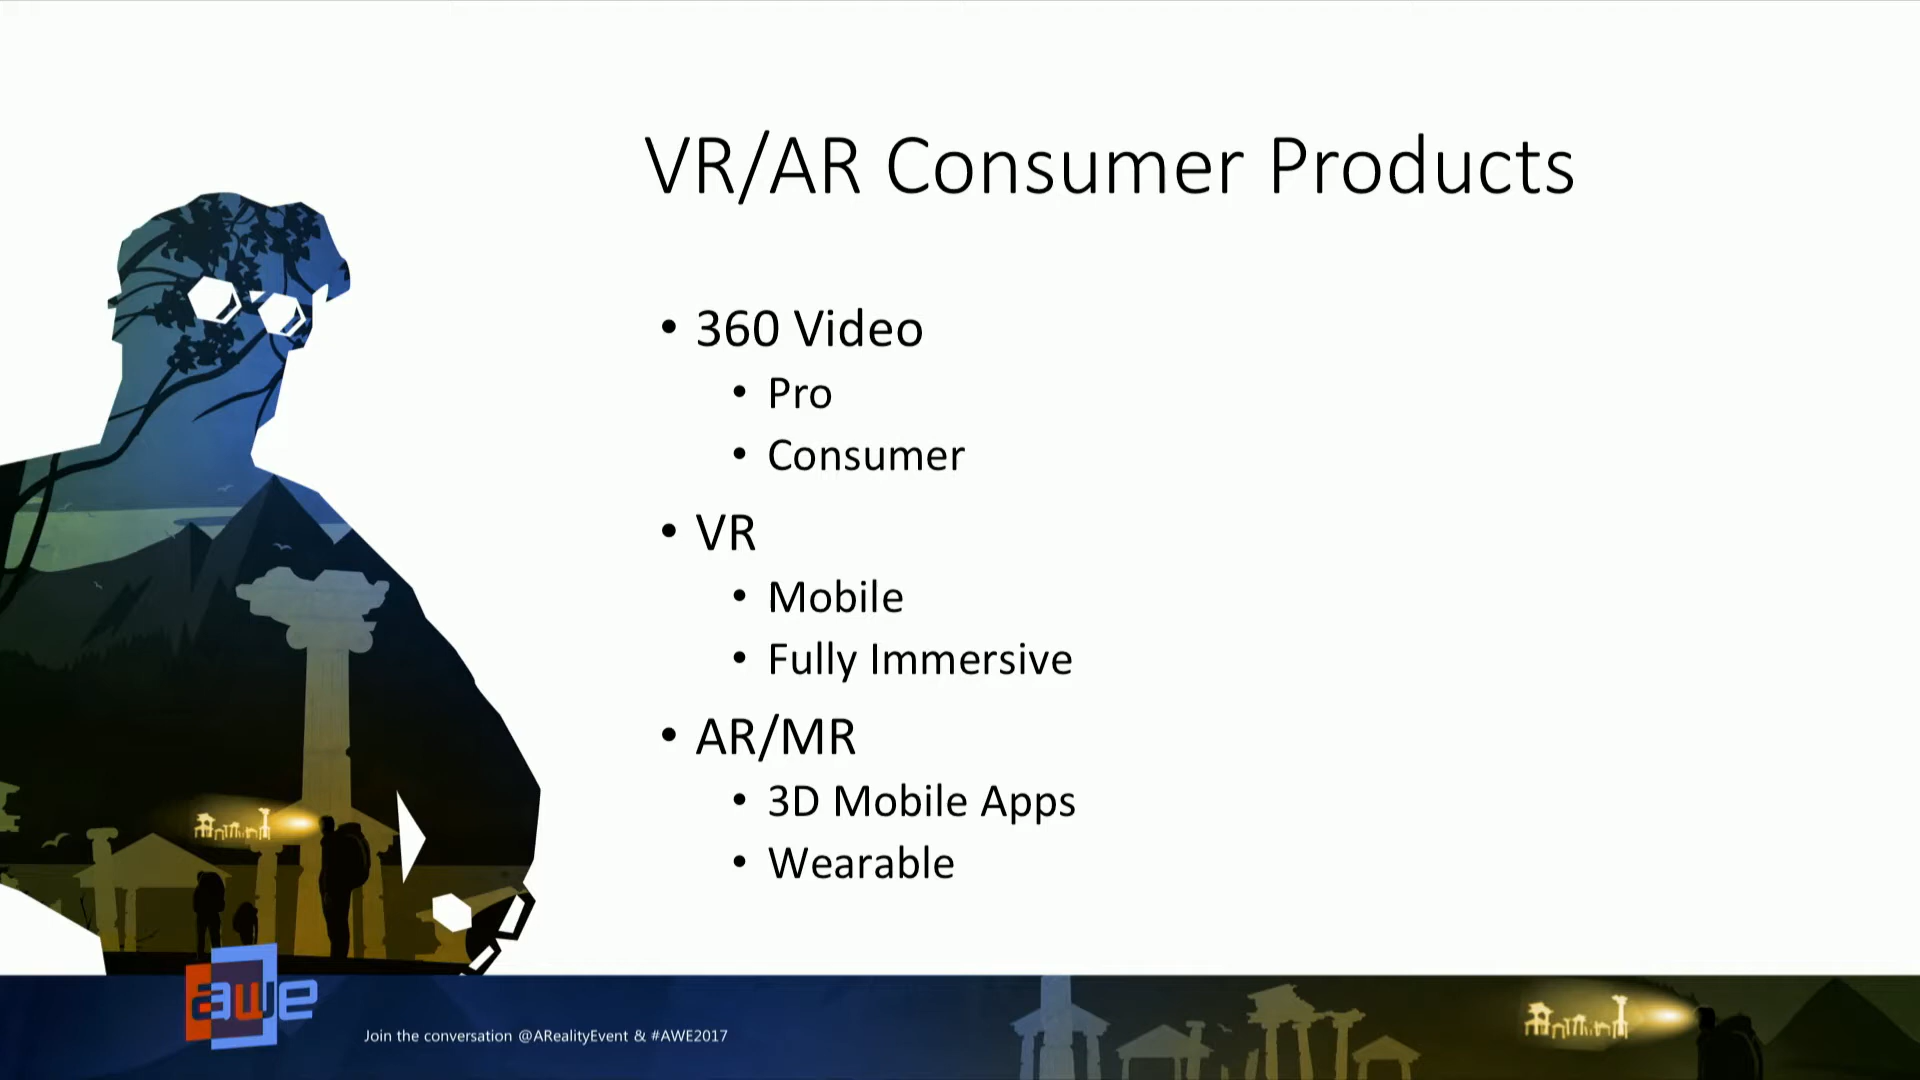 VR/AR Consumer Products
• 360 Video
• Pro
• Consumer
• VR
• Mobile
• Fully Immersive
• AR/MR
• 3D Mobile Apps
• Wearable
awe
Join the conversation @ARealityEvent & #AWE2017